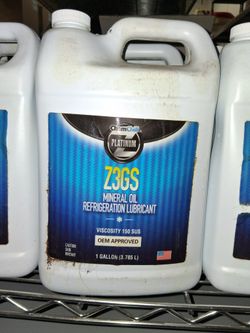 PLATINUM
Z3GS
MINERAL OIL
REFRIGERATION LUBRICANT
VISCOSITY 150 SUS
OEM APPROVED
1 GALLON (3.785 L)